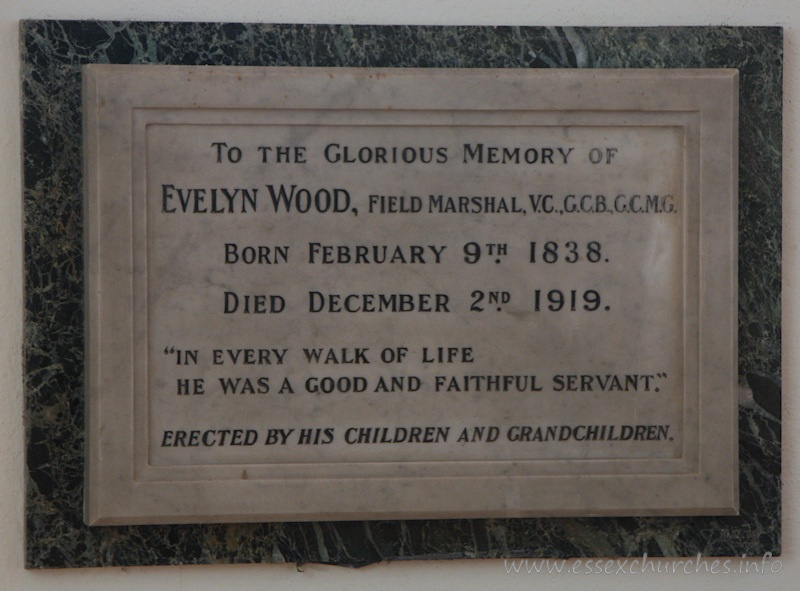 To the Glorious Memory of
Evelyn Wood, Field Marshal, V.C., G.C.B., G.C.M.G.
Born February 9th 1838.
Died December 2nd 1919.
"In every walk of life
he was a good and faithful servant."
Erected by his children and grandchildren.
www.essexchurches.info